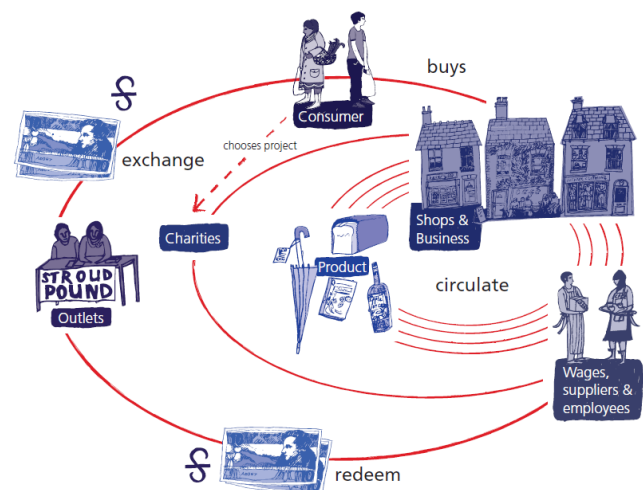 buys
Consumer
exchange
chooses project
Charities
Shops &
Business
Product
STROUD
POUND
Outlets
circulate
Wages,
suppliers &
employees
redeem